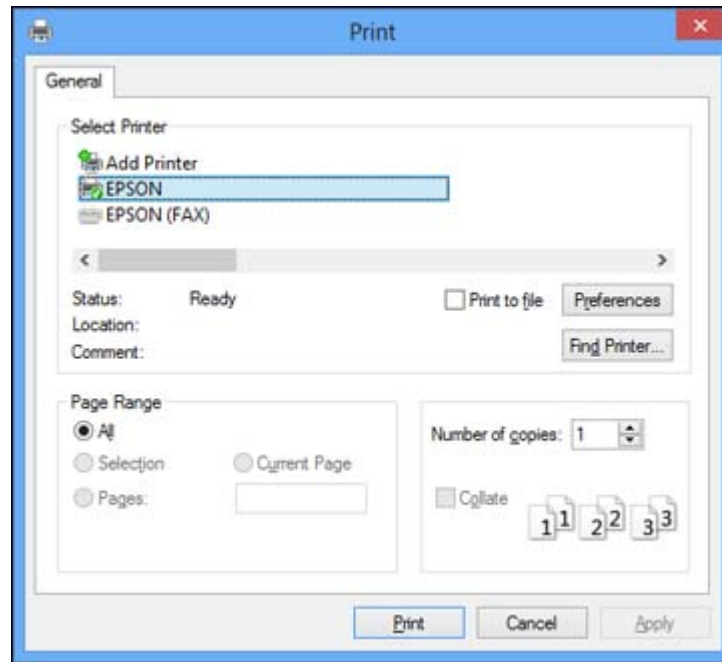 Print
General
Select Printer
Add Printer
EPSON
EPSON (FAX)
Status: Ready
Print to file
Preferences
Location:
Comment:
Find Printer...
Page Range
All
Selection
Current Page
Pages:
Number of copies: 1
Collate
1 1 2 2 3 3
Print Cancel Apply